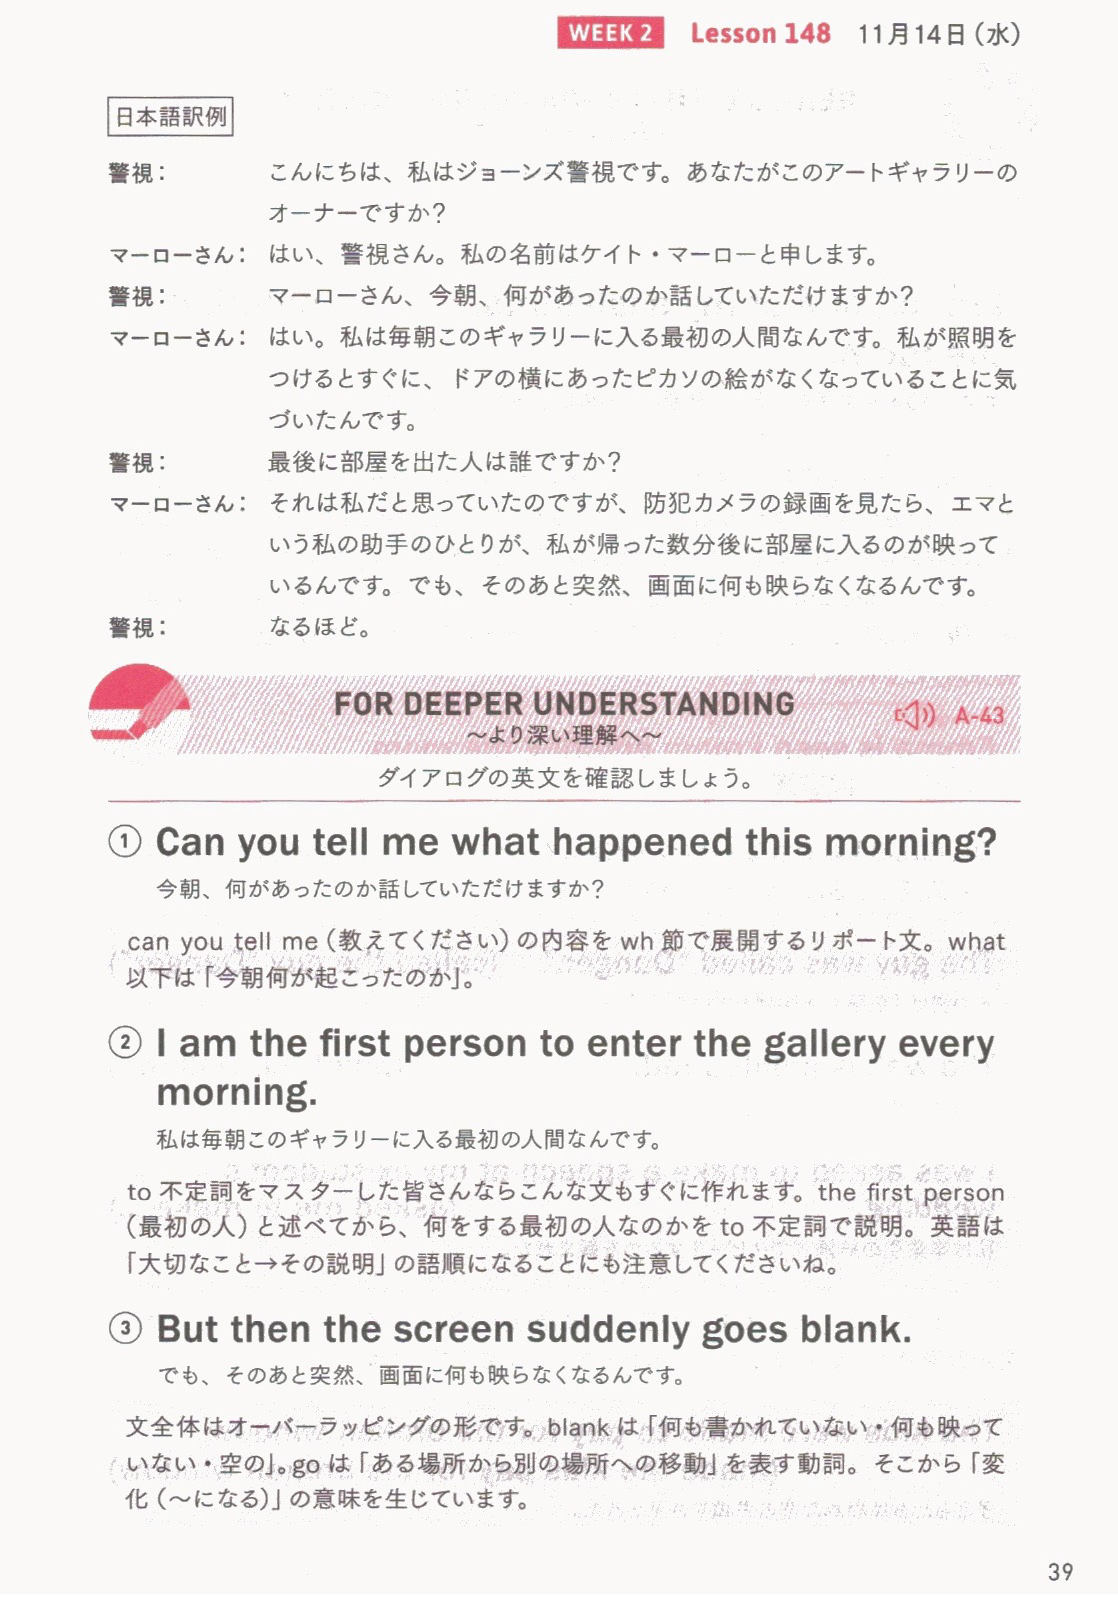 WEEK 2 Lesson 148 11月14日（水）
日本語訳例
警視： こんにちは、私はジョーンズ警視です。あなたがこのアートギャラリーの
オーナーですか？
マーローさん： はい、警視さん。私の名前はケイト・マーローと申します。
警視： マーローさん、今朝、何があったのか話していただけますか？
マーローさん： はい。私は毎朝このギャラリーに入る最初の人間なんです。私が照明を
つけるとすぐに、ドアの横にあったピカソの絵がなくなっていることに気
づいたんです。
警視： 最後に部屋を出た人は誰ですか？
マーローさん： それは私だと思っていたのですが、防犯カメラの録画を見たら、エマと
いう私の助手のひとりが、私が帰った数分後に部屋に入るのが映って
いるんです。でも、そのあと突然、画面に何も映らなくなるんです。
警視： なるほど。
FOR DEEPER UNDERSTANDING
〜より深い理解へ〜
A-43
ダイアログの英文を確認しましょう。
① Can you tell me what happened this morning?
今朝、何があったのか話していただけますか？
can you tell me（教えてください）の内容を wh 節で展開するリポート文。what
以下は「今朝何が起こったのか」。
② I am the first person to enter the gallery every
morning.
私は毎朝このギャラリーに入る最初の人間なんです。
to 不定詞をマスターした皆さんならこんな文もすぐに作れます。the first person
（最初の人）と述べてから、何をする最初の人なのかを to 不定詞で説明。英語は
「大切なこと→その説明」の語順になることにも注意してくださいね。
③ But then the screen suddenly goes blank.
でも、そのあと突然、画面に何も映らなくなるんです。
文全体はオーバーラッピングの形です。blank は「何も書かれていない・何も映って
いない・空の」。go は「ある場所から別の場所への移動」を表す動詞。そこから「変
化（〜になる）」の意味を生じています。
39